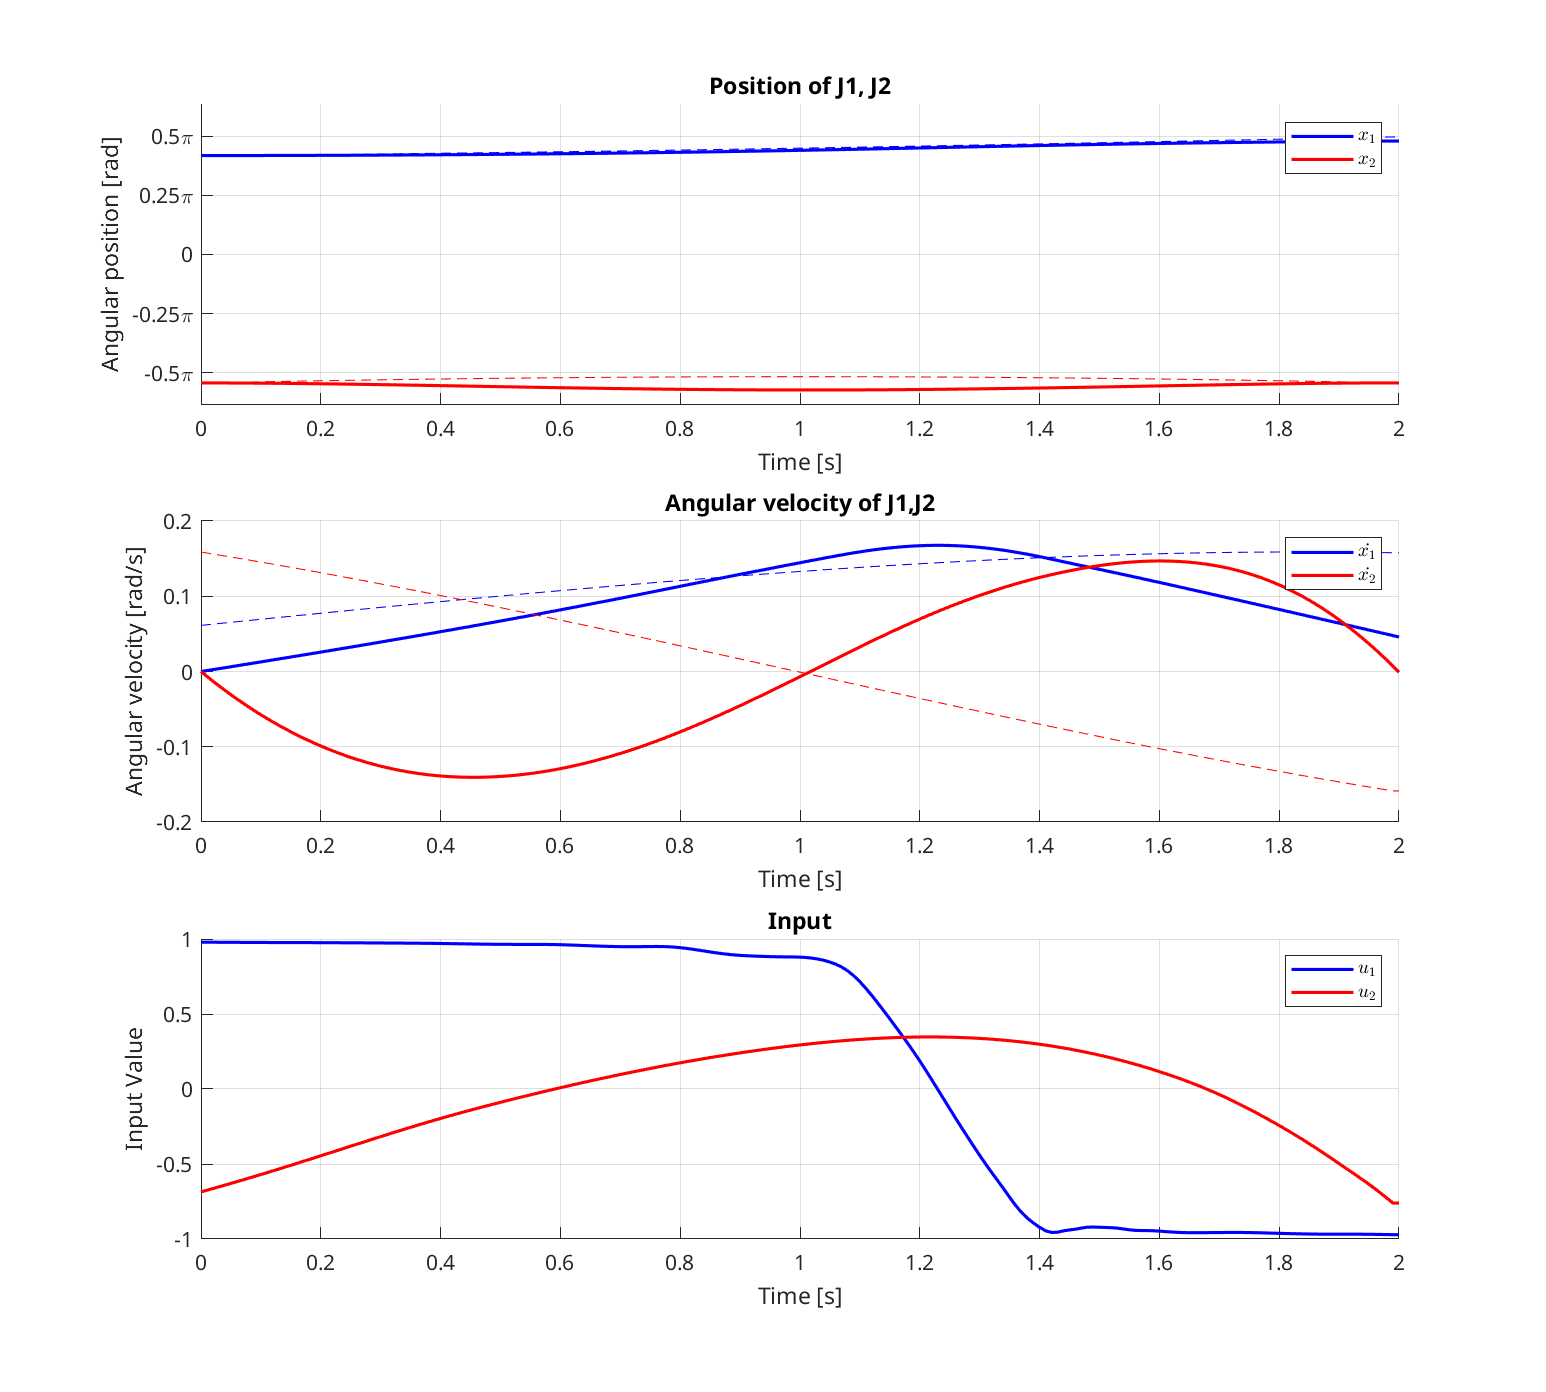 Position of J1, J2
Angular position [rad]
0.5π
0.25π
0
-0.25π
-0.5π
x₁
x₂
0 0.2 0.4 0.6 0.8 1 1.2 1.4 1.6 1.8 2
Time [s]
Angular velocity of J1,J2
Angular velocity [rad/s]
0.2
0.1
0
-0.1
-0.2
ẋ₁
ẋ₂
0 0.2 0.4 0.6 0.8 1 1.2 1.4 1.6 1.8 2
Time [s]
Input
Input Value
1
0.5
0
-0.5
-1
u₁
u₂
0 0.2 0.4 0.6 0.8 1 1.2 1.4 1.6 1.8 2
Time [s]